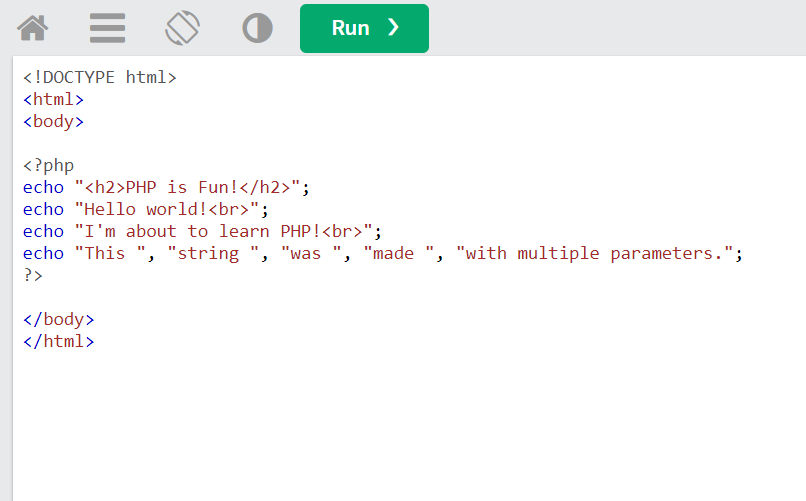 Run ❯
<!DOCTYPE html>
<html>
<body>
<?php
echo "<h2>PHP is Fun!</h2>";
echo "Hello world!<br>";
echo "I'm about to learn PHP!<br>";
echo "This ", "string ", "was ", "made ", "with multiple parameters.";
?>
</body>
</html>